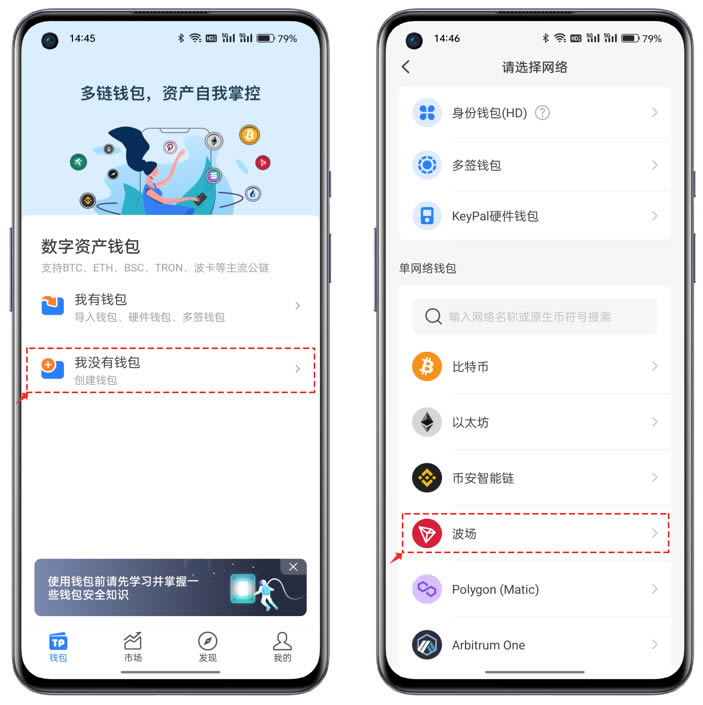 14:45
79%
多链钱包，资产自我掌控
数字资产钱包
支持BTC、ETH、BSC、TRON、波卡等主流公链
我有钱包
导入钱包、硬件钱包、多签钱包
我没有钱包
创建钱包
使用钱包前请先学习并掌握一
些钱包安全知识
TP
钱包
市场
发现
我的
14:46
79%
请选择网络
身份钱包(HD)
多签钱包
KeyPal硬件钱包
单网络钱包
输入网络名称或原生币符号搜索
比特币
以太坊
币安智能链
波场
Polygon (Matic)
Arbitrum One